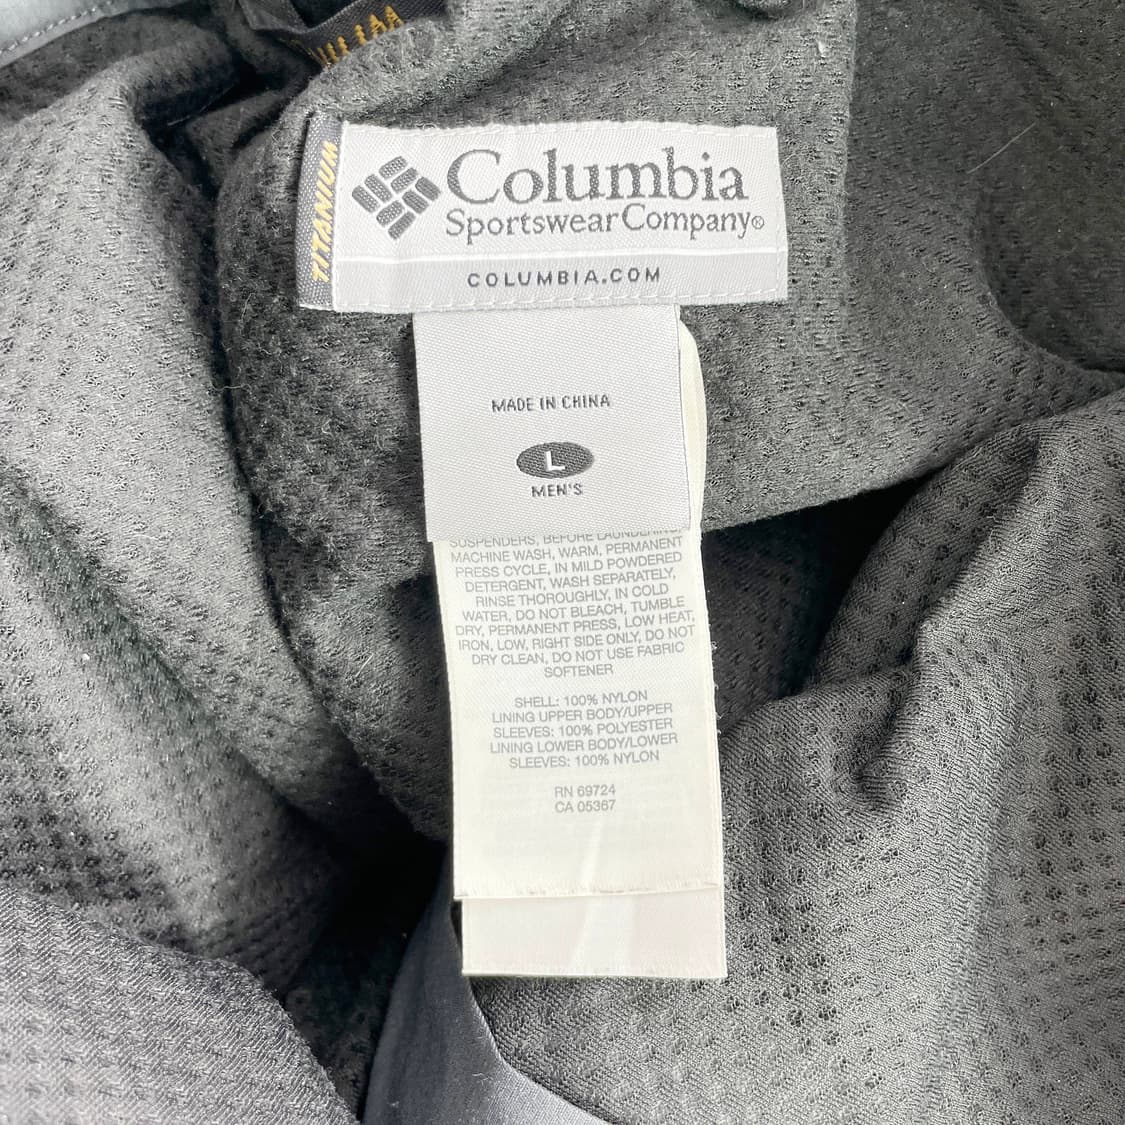 TITANIUM
Columbia
Sportswear Company®
COLUMBIA.COM
MADE IN CHINA
L
MEN'S
SUSPENDERS, BEFORE LAUNDERING,
MACHINE WASH, WARM, PERMANENT
PRESS CYCLE, IN MILD POWDERED
DETERGENT, WASH SEPARATELY,
RINSE THOROUGHLY, IN COLD
WATER, DO NOT BLEACH, TUMBLE
DRY, PERMANENT PRESS, LOW HEAT,
IRON, LOW, RIGHT SIDE ONLY, DO NOT
DRY CLEAN, DO NOT USE FABRIC
SOFTENER
SHELL: 100% NYLON
LINING UPPER BODY/UPPER
SLEEVES: 100% POLYESTER
LINING LOWER BODY/LOWER
SLEEVES: 100% NYLON
RN 69724
CA 05367